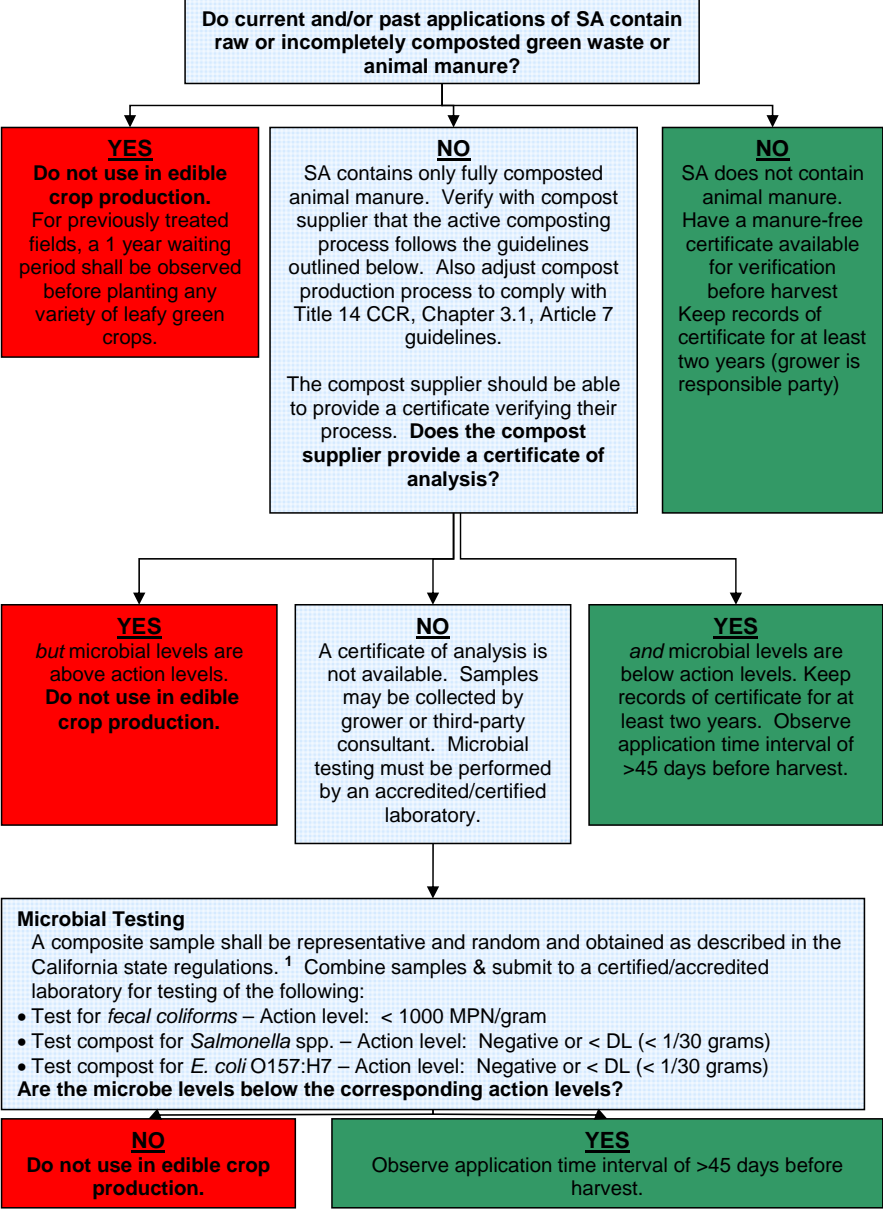 Do current and/or past applications of SA contain
raw or incompletely composted green waste or
animal manure?
YES
Do not use in edible
crop production.
For previously treated
fields, a 1 year waiting
period shall be observed
before planting any
variety of leafy green
crops.
NO
SA contains only fully composted
animal manure. Verify with compost
supplier that the active composting
process follows the guidelines
outlined below. Also adjust compost
production process to comply with
Title 14 CCR, Chapter 3.1, Article 7
guidelines.
The compost supplier should be able
to provide a certificate verifying their
process. Does the compost
supplier provide a certificate of
analysis?
NO
SA does not contain
animal manure.
Have a manure-free
certificate available
for verification
before harvest
Keep records of
certificate for at least
two years (grower is
responsible party)
YES
but microbial levels are
above action levels.
Do not use in edible
crop production.
NO
A certificate of analysis is
not available. Samples
may be collected by
grower or third-party
consultant. Microbial
testing must be performed
by an accredited/certified
laboratory.
YES
and microbial levels are
below action levels. Keep
records of certificate for at
least two years. Observe
application time interval of
>45 days before harvest.
Microbial Testing
A composite sample shall be representative and random and obtained as described in the
California state regulations. 1 Combine samples & submit to a certified/accredited
laboratory for testing of the following:
• Test for fecal coliforms – Action level: < 1000 MPN/gram
• Test compost for Salmonella spp. – Action level: Negative or < DL (< 1/30 grams)
• Test compost for E. coli O157:H7 – Action level: Negative or < DL (< 1/30 grams)
Are the microbe levels below the corresponding action levels?
NO
Do not use in edible crop
production.
YES
Observe application time interval of >45 days before
harvest.